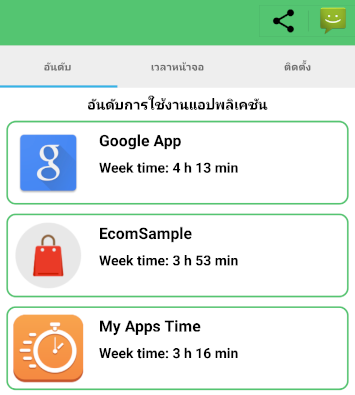 อันดับ เวลาหน้าจอ ติดตั้ง
อันดับการใช้งานแอปพลิเคชัน
Google App
Week time: 4 h 13 min
EcomSample
Week time: 3 h 53 min
My Apps Time
Week time: 3 h 16 min